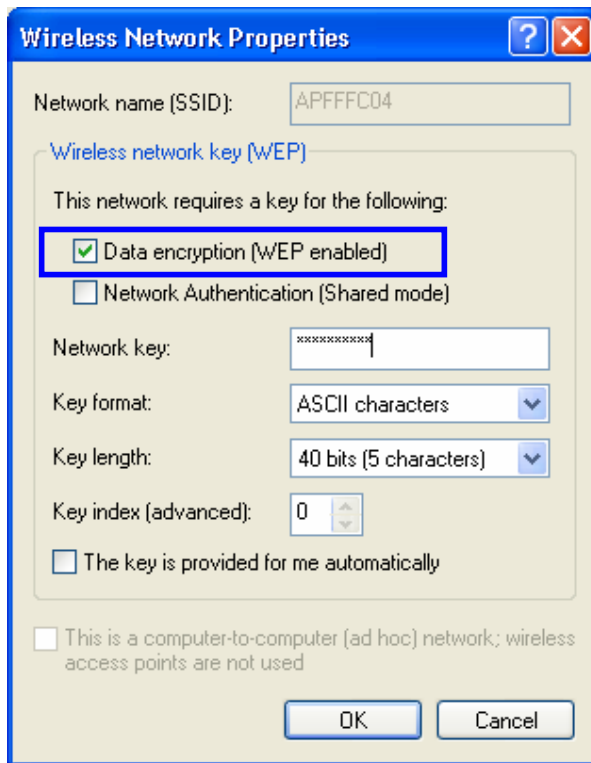 Wireless Network Properties
Network name (SSID): APFFFC04
Wireless network key (WEP)
This network requires a key for the following:
Data encryption (WEP enabled)
Network Authentication (Shared mode)
Network key: **********
Key format: ASCII characters
Key length: 40 bits (5 characters)
Key index (advanced): 0
The key is provided for me automatically
This is a computer-to-computer (ad hoc) network; wireless
access points are not used
OK Cancel